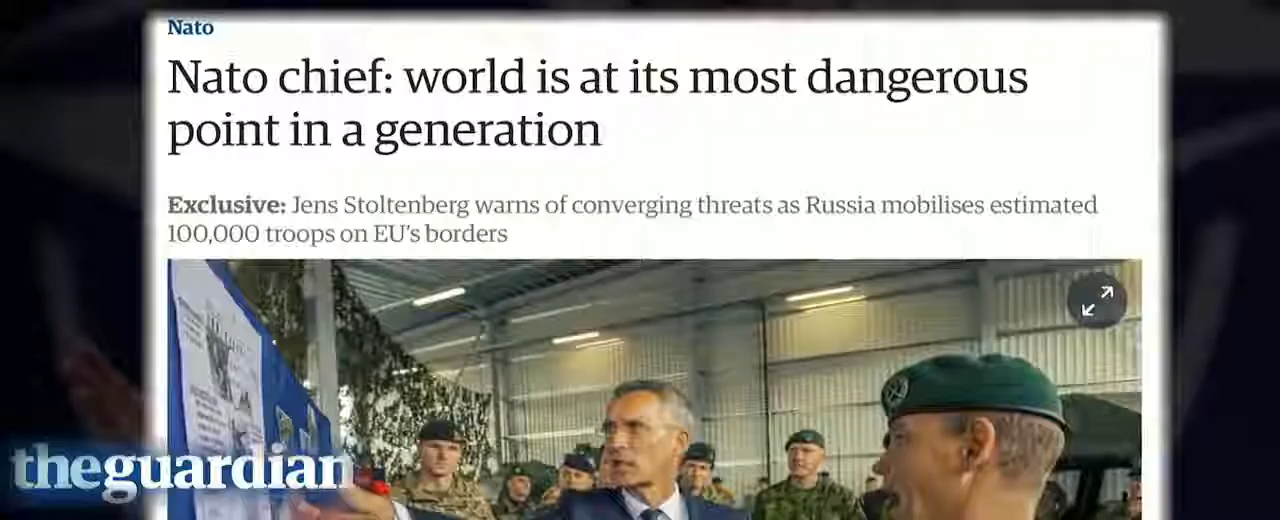 Nato
Nato chief: world is at its most dangerous
point in a generation
Exclusive: Jens Stoltenberg warns of converging threats as Russia mobilises estimated
100,000 troops on EU's borders
theguardian